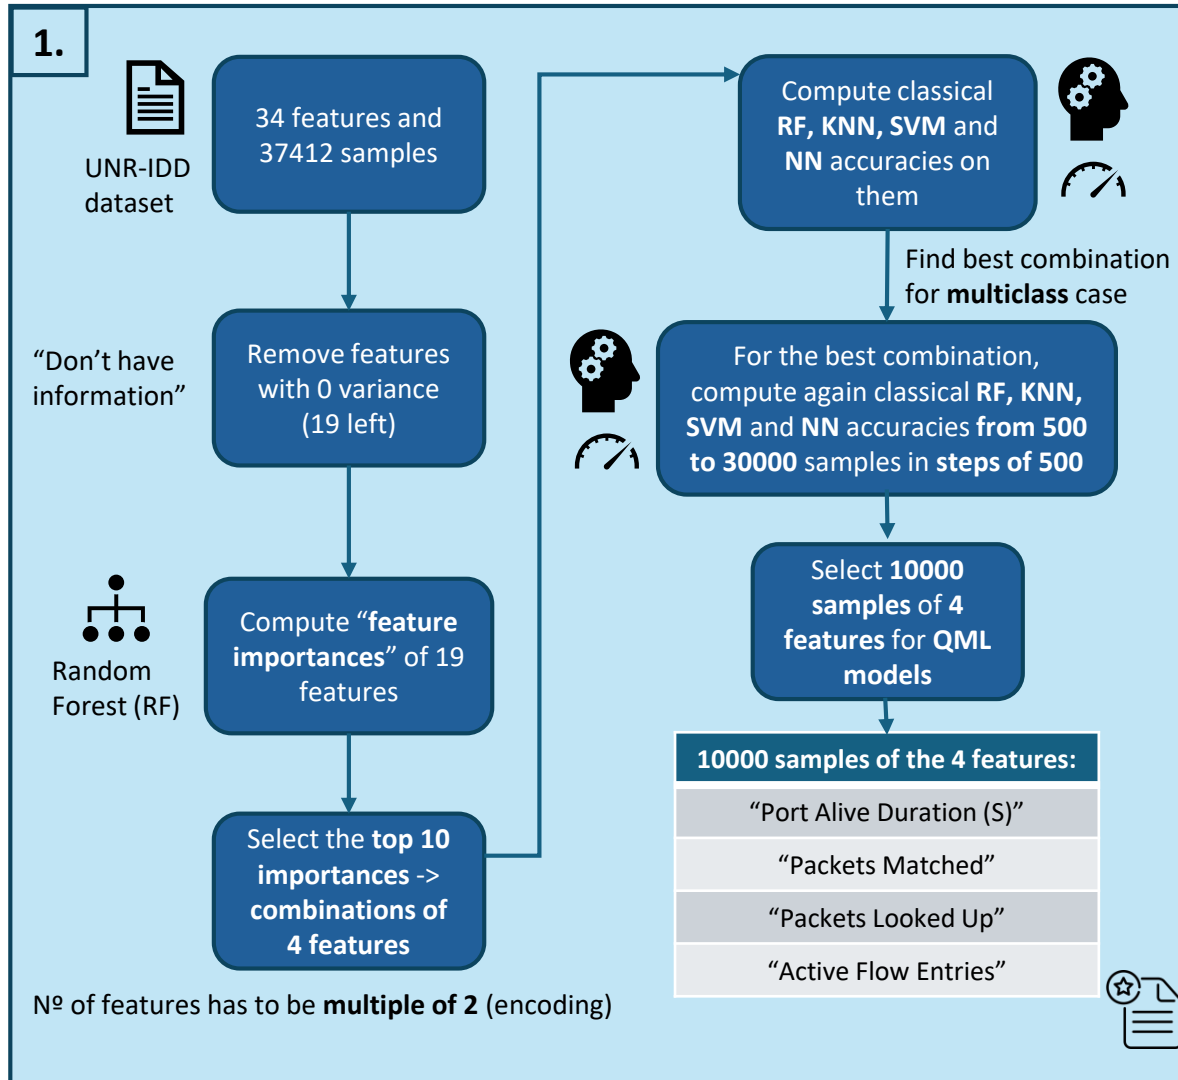 1.
UNR-IDD
dataset
34 features and
37412 samples
“Don’t have
information”
Remove features
with 0 variance
(19 left)
Random
Forest (RF)
Compute “feature
importances” of 19
features
Select the top 10
importances ->
combinations of
4 features
Nº of features has to be multiple of 2 (encoding)
Compute classical
RF, KNN, SVM and
NN accuracies on
them
Find best combination
for multiclass case
For the best combination,
compute again classical RF, KNN,
SVM and NN accuracies from 500
to 30000 samples in steps of 500
Select 10000
samples of 4
features for QML
models
10000 samples of the 4 features:
“Port Alive Duration (S)”
“Packets Matched”
“Packets Looked Up”
“Active Flow Entries”